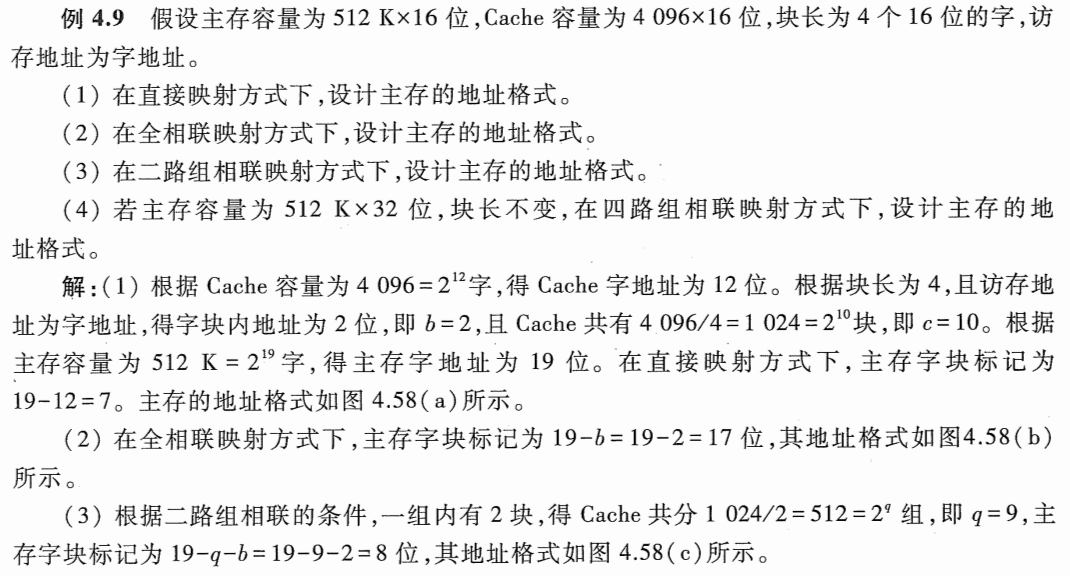 例 4.9 假设主存容量为 512 K×16 位,Cache 容量为 4 096×16 位,块长为 4 个 16 位的字,访
存地址为字地址。
(1) 在直接映射方式下,设计主存的地址格式。
(2) 在全相联映射方式下,设计主存的地址格式。
(3) 在二路组相联映射方式下,设计主存的地址格式。
(4) 若主存容量为 512 K×32 位,块长不变,在四路组相联映射方式下,设计主存的地
址格式。
解:(1) 根据 Cache 容量为 4 096=2¹²字,得 Cache 字地址为 12 位。根据块长为 4,且访存地
址为字地址,得字块内地址为 2 位,即 b=2,且 Cache 共有 4 096/4=1 024=2¹⁰块,即 c=10。根据
主存容量为 512 K=2¹⁹字,得主存字地址为 19 位。在直接映射方式下,主存字块标记为
19-12=7。主存的地址格式如图 4.58(a)所示。
(2) 在全相联映射方式下,主存字块标记为 19-b=19-2=17 位,其地址格式如图4.58(b)
所示。
(3) 根据二路组相联的条件,一组内有 2 块,得 Cache 共分 1 024/2=512=2^q 组,即 q=9,主
存字块标记为 19-q-b=19-9-2=8 位,其地址格式如图 4.58(c)所示。